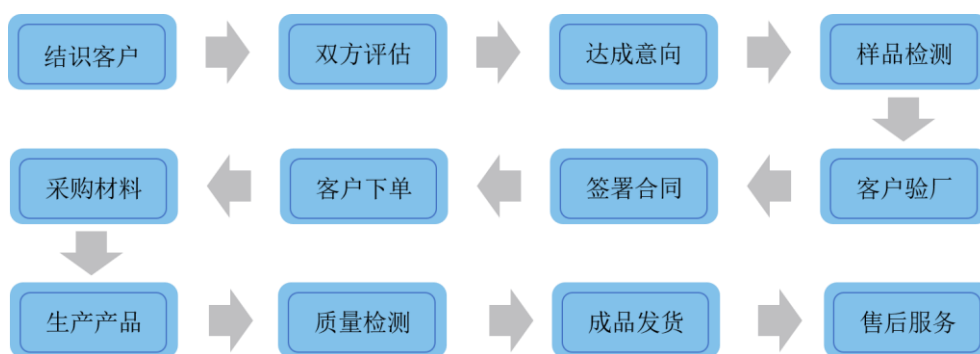 结识客户
双方评估
达成意向
样品检测
客户验厂
签署合同
客户下单
采购材料
生产产品
质量检测
成品发货
售后服务